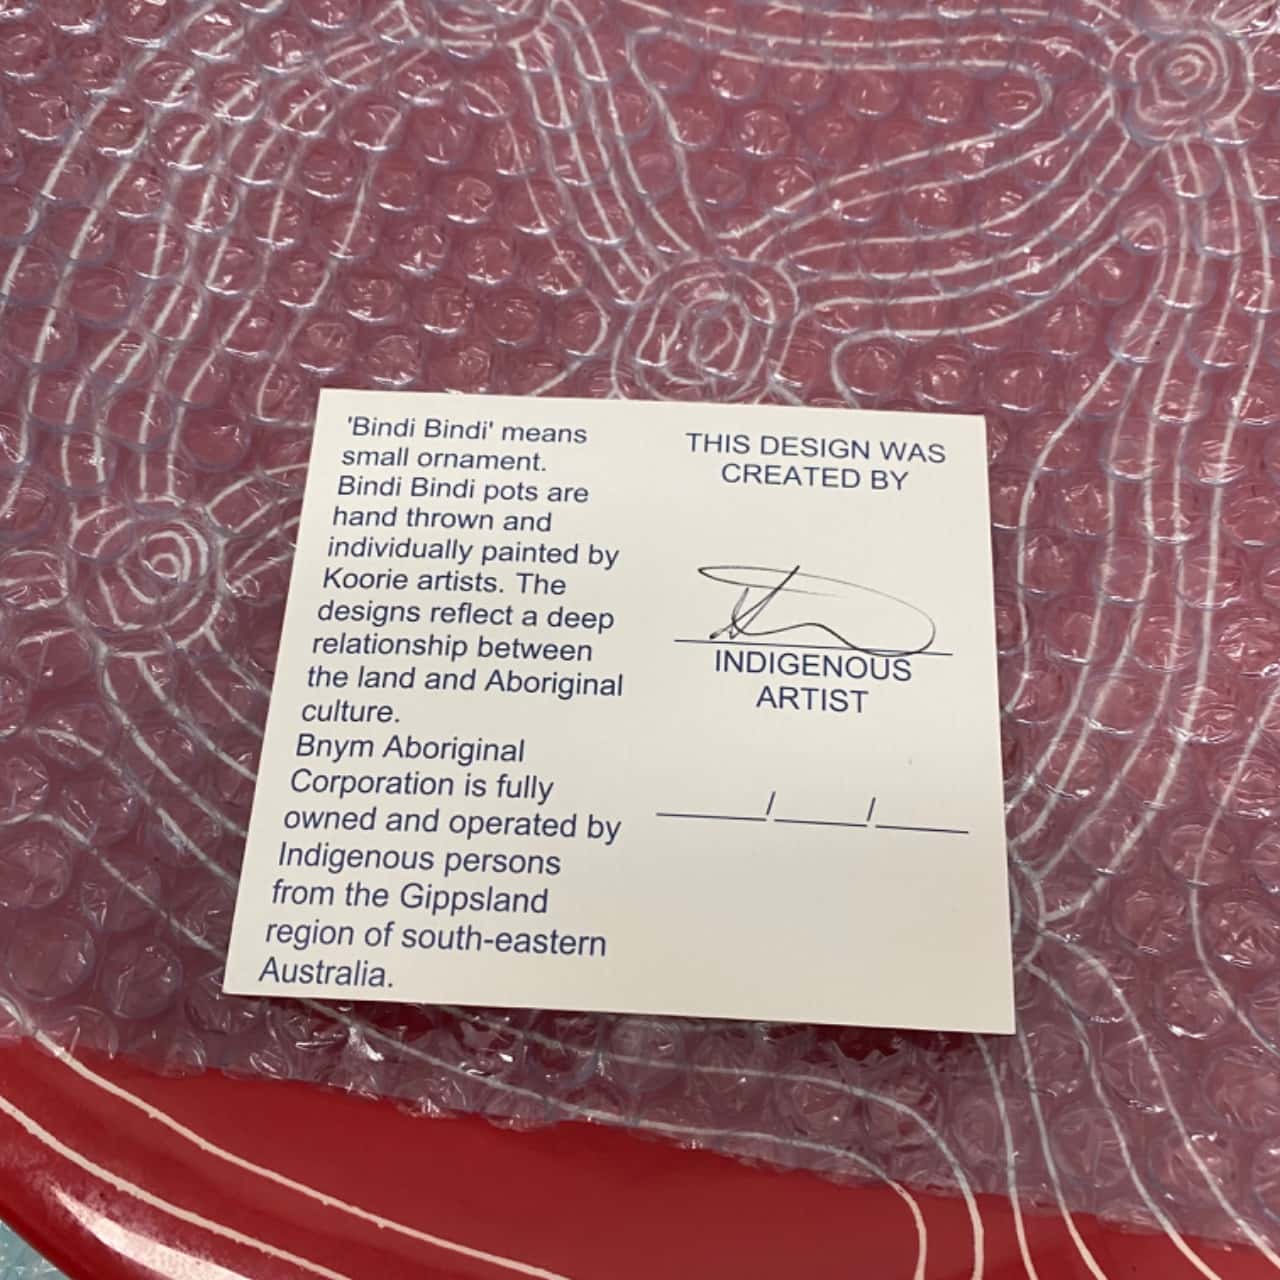 'Bindi Bindi' means
small ornament.
Bindi Bindi pots are
hand thrown and
individually painted by
Koorie artists. The
designs reflect a deep
relationship between
the land and Aboriginal
culture.
Bnym Aboriginal
Corporation is fully
owned and operated by
Indigenous persons
from the Gippsland
region of south-eastern
Australia.
THIS DESIGN WAS
CREATED BY
INDIGENOUS
ARTIST
/ /